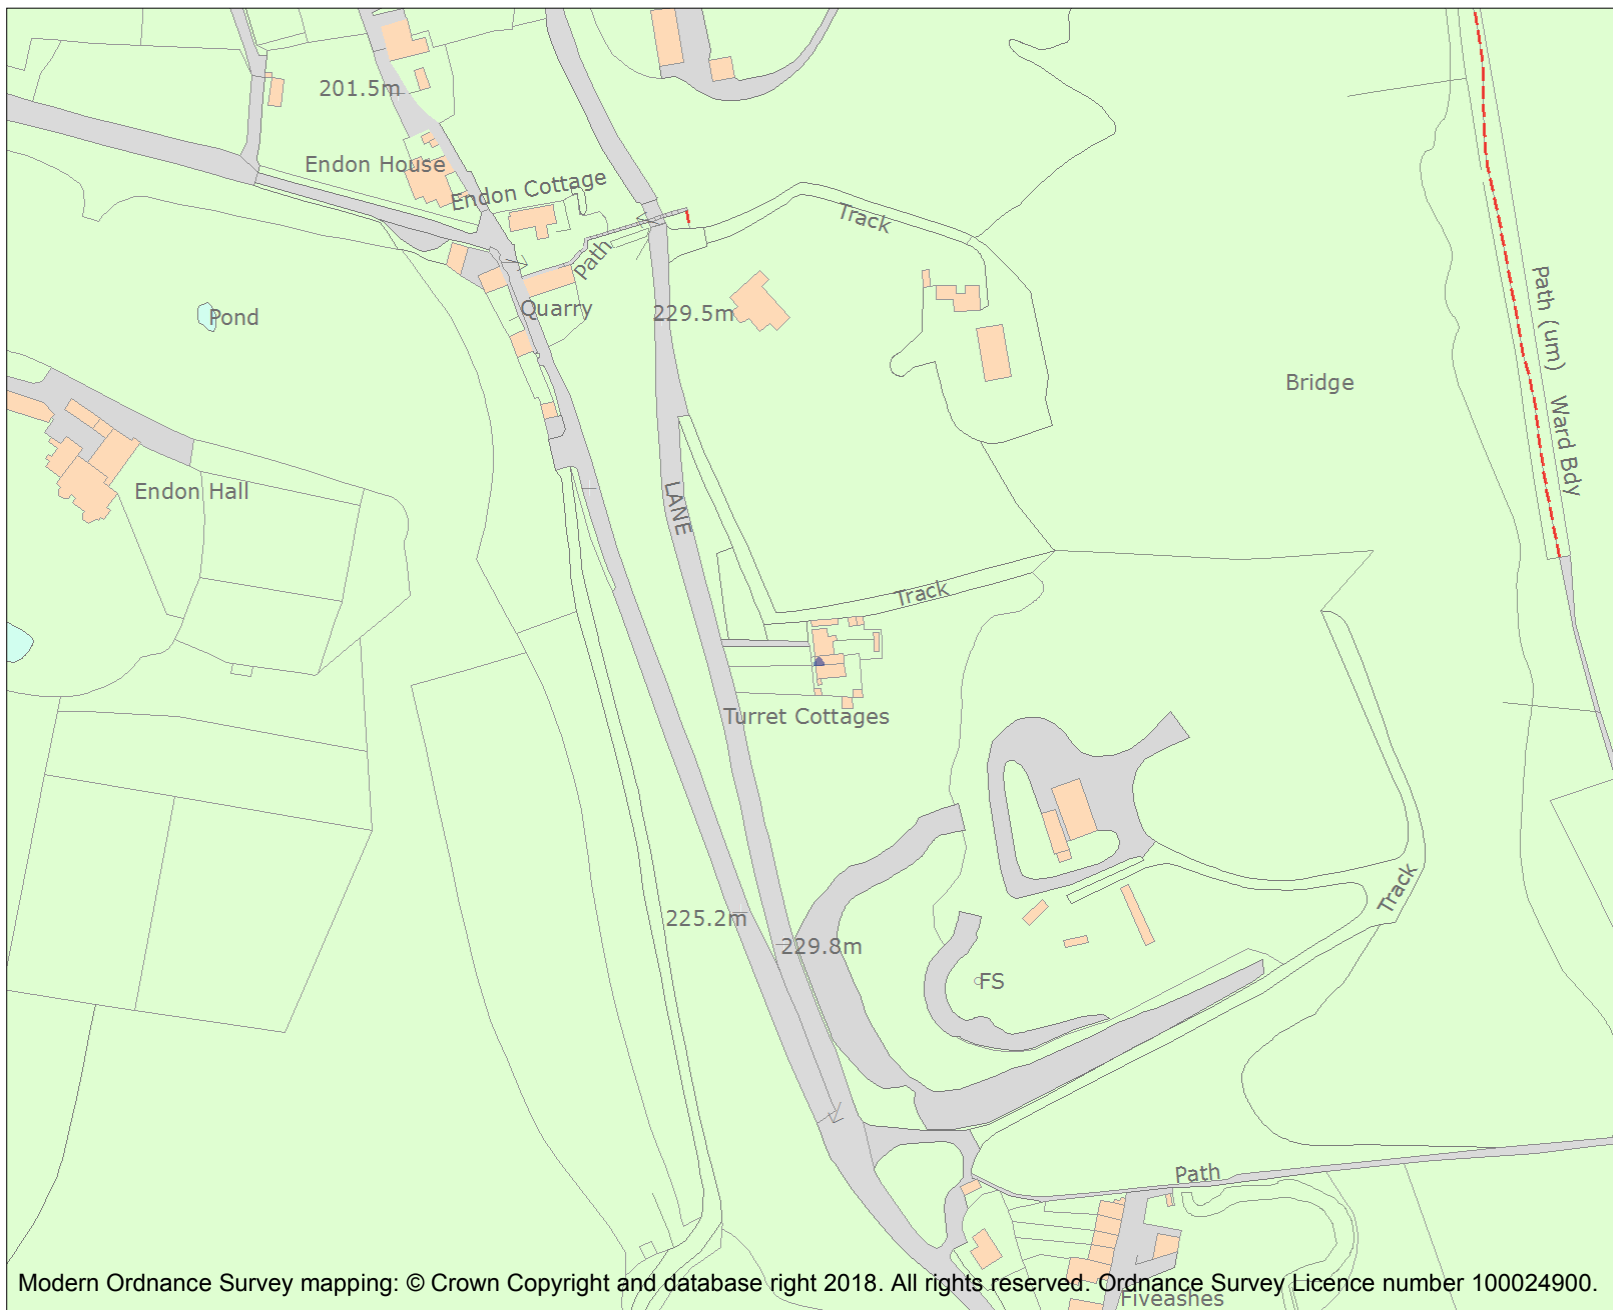 201.5m
Endon House
Endon Cottage
Track
Path
Path (um)
Pond
Quarry
229.5m
Bridge
Ward Bdy
Endon Hall
LANE
Track
Turret Cottages
Track
225.2m
229.8m
FS
Path
Modern Ordnance Survey mapping: © Crown Copyright and database right 2018. All rights reserved. Ordnance Survey Licence number 100024900.
Fiveashes